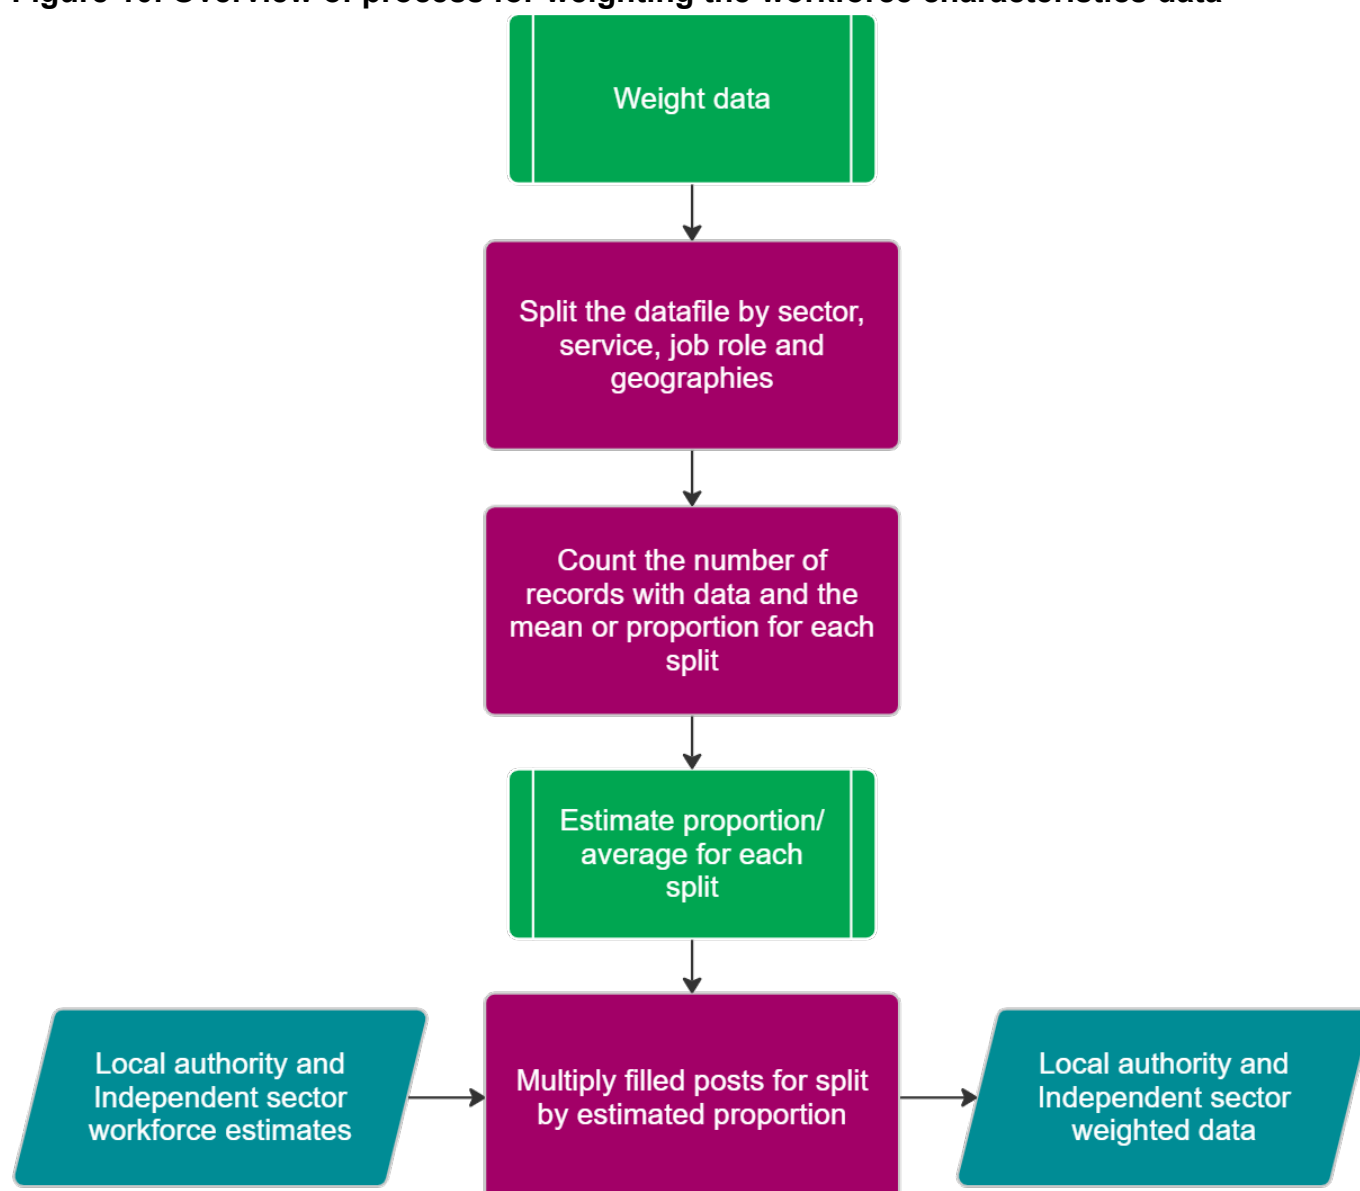 Weight data
Split the datafile by sector,
service, job role and
geographies
Count the number of
records with data and the
mean or proportion for each
split
Estimate proportion/
average for each
split
Local authority and
Independent sector
workforce estimates
Multiply filled posts for split
by estimated proportion
Local authority and
Independent sector
weighted data